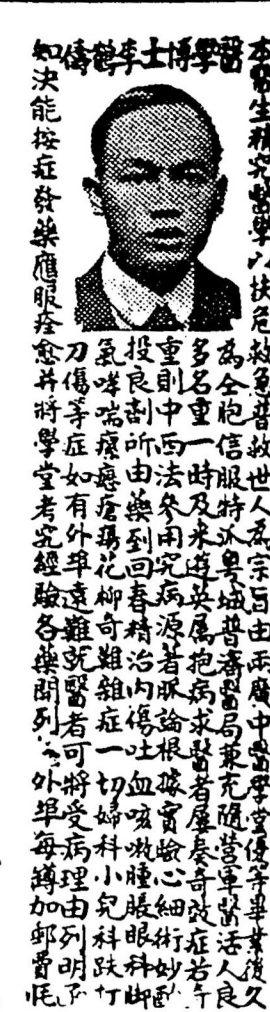 醫學博士李鶴儔
本醫生精究醫學以扶危救急普救世人為宗旨由兩廣中醫學堂優等畢業後久
為仝胞信服特派粵城普濟醫局兼充隨營軍醫活人良
多名重一時及米遊英属抱病求醫者屢奏奇效症若
重則中西法參用究病源者脈論根據實驗心細術妙酌
投良劑所由藥到回春精治内傷吐血咳嗽腫脹眼科脚
氣哮喘瘡花柳奇難雜症一切婦科小兒科跌打
刀傷等症如有外埠遠難就醫者可將受病理由列明
知決能按症發藥應服痊愈并將學堂考究經驗各藥開列外埠每罇加郵費